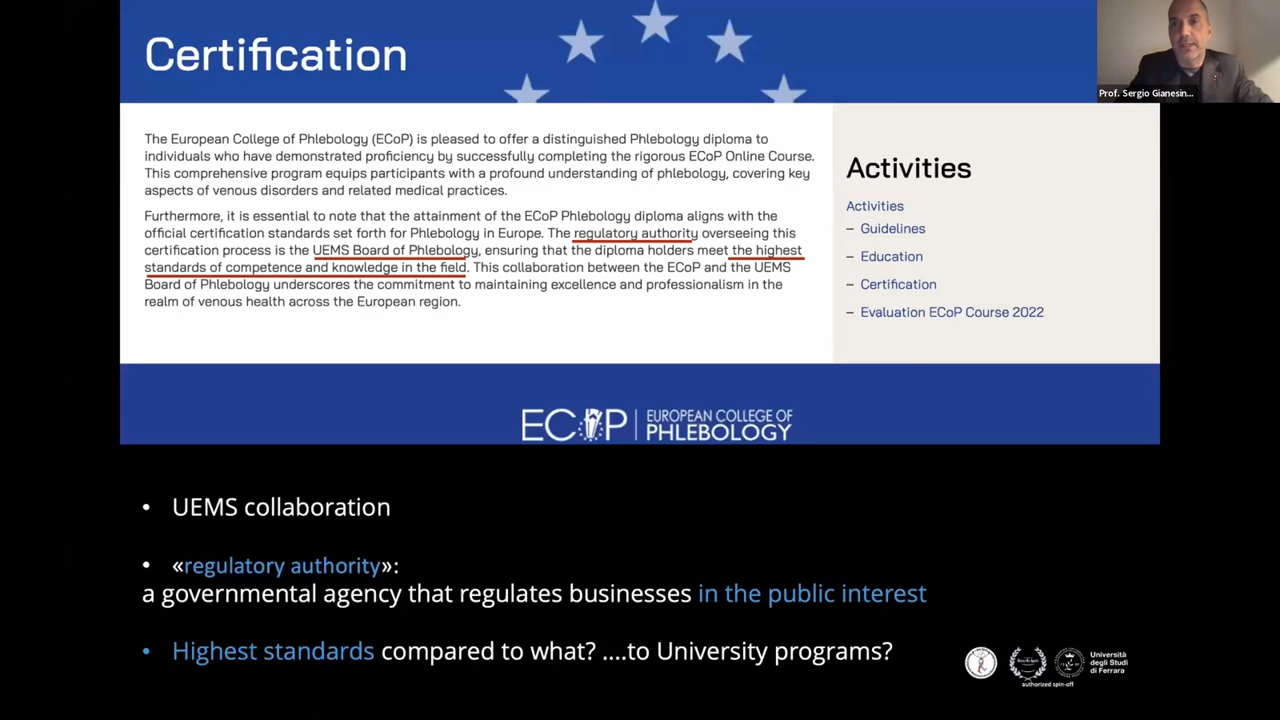 Certification
Prof. Sergio Gianesin...
The European College of Phlebology (ECoP) is pleased to offer a distinguished Phlebology diploma to
individuals who have demonstrated proficiency by successfully completing the rigorous ECoP Online Course.
This comprehensive program equips participants with a profound understanding of phlebology, covering key
aspects of venous disorders and related medical practices.
Furthermore, it is essential to note that the attainment of the ECoP Phlebology diploma aligns with the
official certification standards set forth for Phlebology in Europe. The regulatory authority overseeing this
certification process is the UEMS Board of Phlebology, ensuring that the diploma holders meet the highest
standards of competence and knowledge in the field. This collaboration between the ECoP and the UEMS
Board of Phlebology underscores the commitment to maintaining excellence and professionalism in the
realm of venous health across the European region.
Activities
Activities
– Guidelines
– Education
– Certification
– Evaluation ECoP Course 2022
ECOP | EUROPEAN COLLEGE OF
PHLEBOLOGY
• UEMS collaboration
• «regulatory authority»:
a governmental agency that regulates businesses in the public interest
• Highest standards compared to what? ....to University programs?
Università
degli Studi
di Ferrara
authorized spin-off